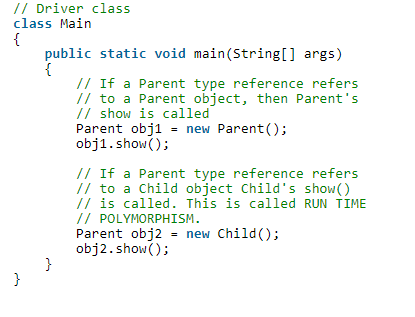 // Driver class
class Main
{
    public static void main(String[] args)
    {
        // If a Parent type reference refers
        // to a Parent object, then Parent's
        // show is called
        Parent obj1 = new Parent();
        obj1.show();

        // If a Parent type reference refers
        // to a Child object Child's show()
        // is called. This is called RUN TIME
        // POLYMORPHISM.
        Parent obj2 = new Child();
        obj2.show();
    }
}